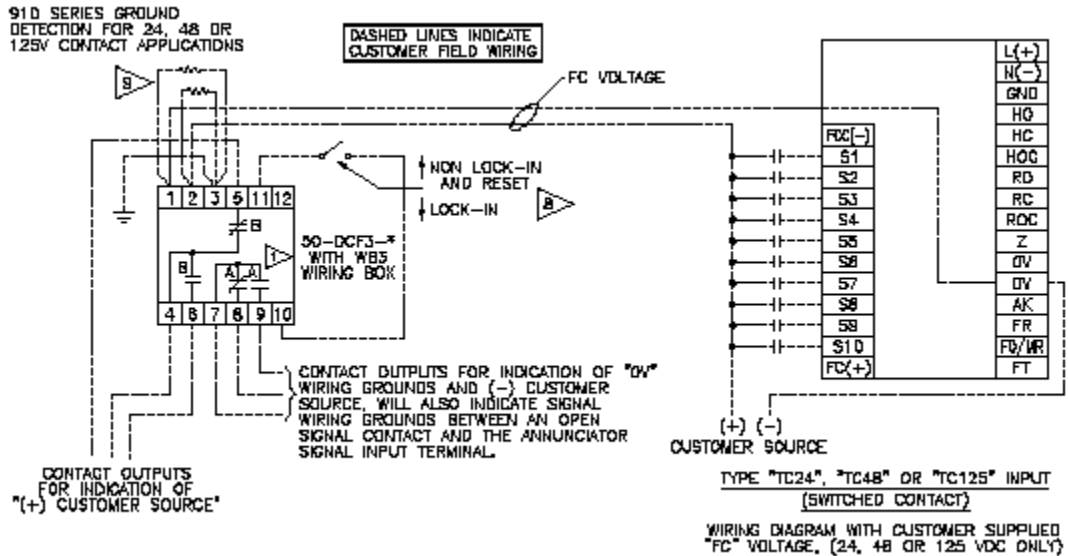 910 SERIES GROUND
DETECTION FOR 24, 48 OR
125V CONTACT APPLICATIONS
DASHED LINES INDICATE
CUSTOMER FIELD WIRING
9
FC VOLTAGE
NON LOCK-IN
AND RESET
LOCK-IN
8
1 2 3 5 11 12
B
B
A A
4 6 7 8 9 10
1
50-DCF3-*
WITH WB3
WIRING BOX
CONTACT OUTPUTS FOR INDICATION OF "0V"
WIRING GROUNDS AND (-) CUSTOMER
SOURCE, WILL ALSO INDICATE SIGNAL
WIRING GROUNDS BETWEEN AN OPEN
SIGNAL CONTACT AND THE ANNUNCIATOR
SIGNAL INPUT TERMINAL.
CONTACT OUTPUTS
FOR INDICATION OF
"(+) CUSTOMER SOURCE"
S1
S2
S3
S4
S5
S6
S7
S8
S9
S10
FC(+)
L(+)
N(-)
GND
HO
HC
HOC
RO
RC
ROC
Z
0V
0V
AK
FR
FT
(+) (-)
CUSTOMER SOURCE
TYPE "TC24", "TC48" OR "TC125" INPUT
(SWITCHED CONTACT)
WIRING DIAGRAM WITH CUSTOMER SUPPLIED
"FC" VOLTAGE, (24, 48 OR 125 VDC ONLY)